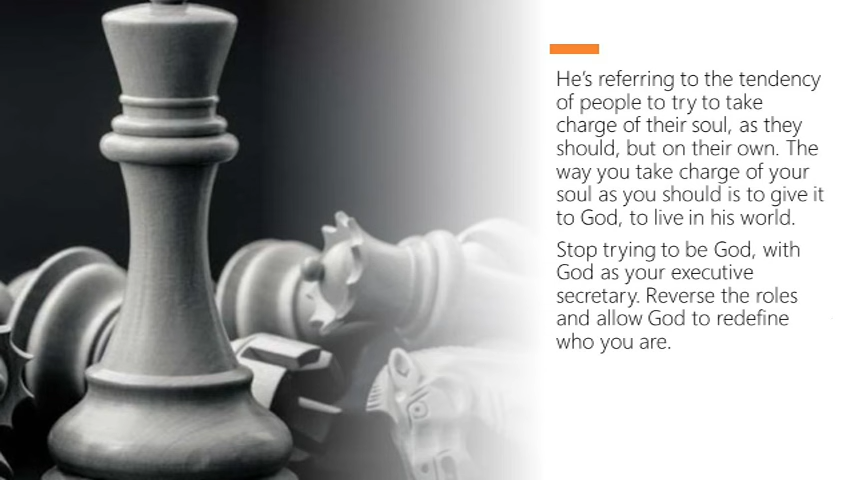 He’s referring to the tendency
of people to try to take
charge of their soul, as they
should, but on their own. The
way you take charge of your
soul as you should is to give it
to God, to live in his world.
Stop trying to be God, with
God as your executive
secretary. Reverse the roles
and allow God to redefine
who you are.